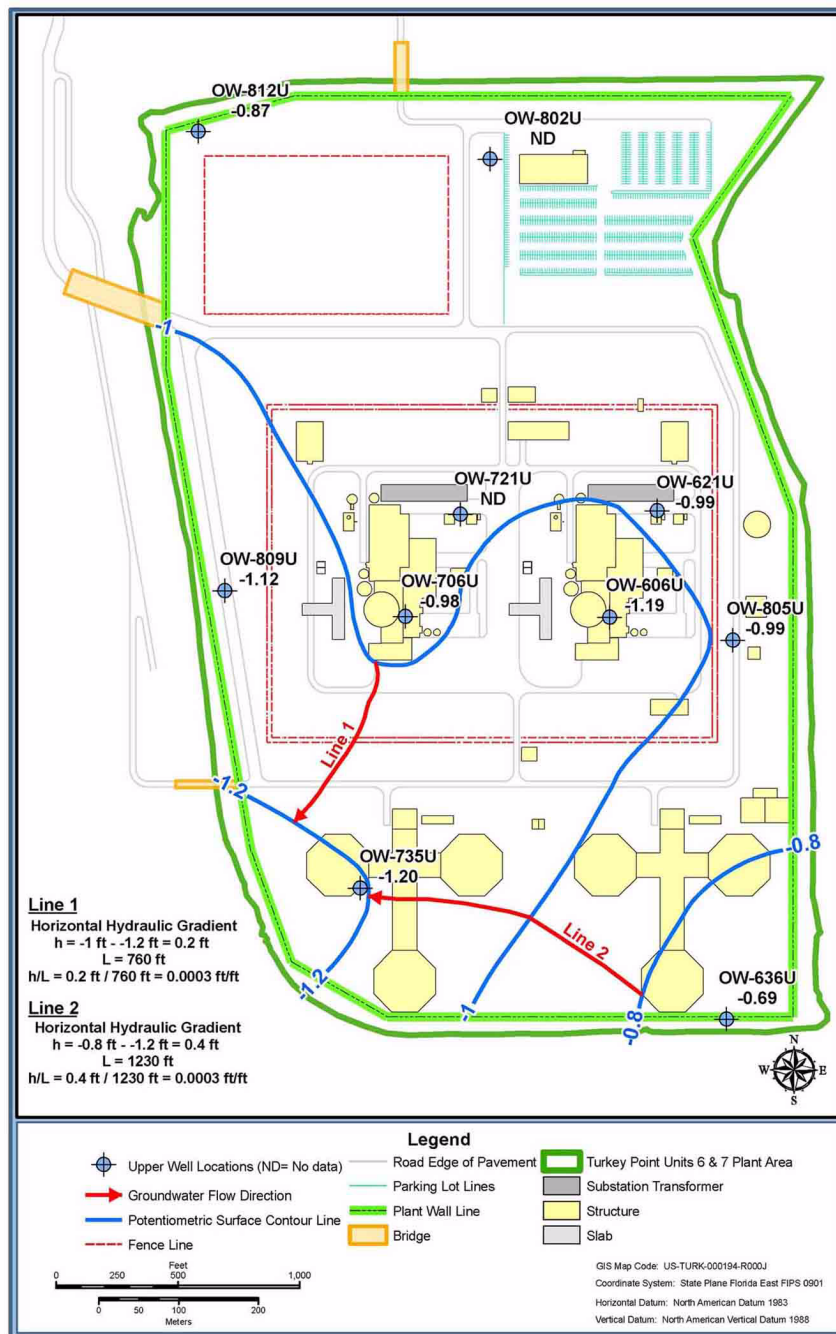 OW-812U
-0.87
OW-802U
ND
-1
OW-721U
ND
OW-621U
-0.99
OW-809U
-1.12
OW-706U
-0.98
OW-606U
-1.19
OW-805U
-0.99
Line 1
-1.2
-0.8
OW-735U
-1.20
Line 2
-1.2
-1
-0.8
OW-636U
-0.69
Line 1
Horizontal Hydraulic Gradient
h = -1 ft - -1.2 ft = 0.2 ft
L = 760 ft
h/L = 0.2 ft / 760 ft = 0.0003 ft/ft
Line 2
Horizontal Hydraulic Gradient
h = -0.8 ft - -1.2 ft = 0.4 ft
L = 1230 ft
h/L = 0.4 ft / 1230 ft = 0.0003 ft/ft
N
W E
S
Legend
Upper Well Locations (ND= No data)
Groundwater Flow Direction
Potentiometric Surface Contour Line
Fence Line
Road Edge of Pavement
Parking Lot Lines
Plant Wall Line
Bridge
Turkey Point Units 6 & 7 Plant Area
Substation Transformer
Structure
Slab
Feet
0 250 500 1,000
0 50 100 200
Meters
GIS Map Code: US-TURK-000194-R000J
Coordinate System: State Plane Florida East FIPS 0901
Horizontal Datum: North American Datum 1983
Vertical Datum: North American Vertical Datum 1988